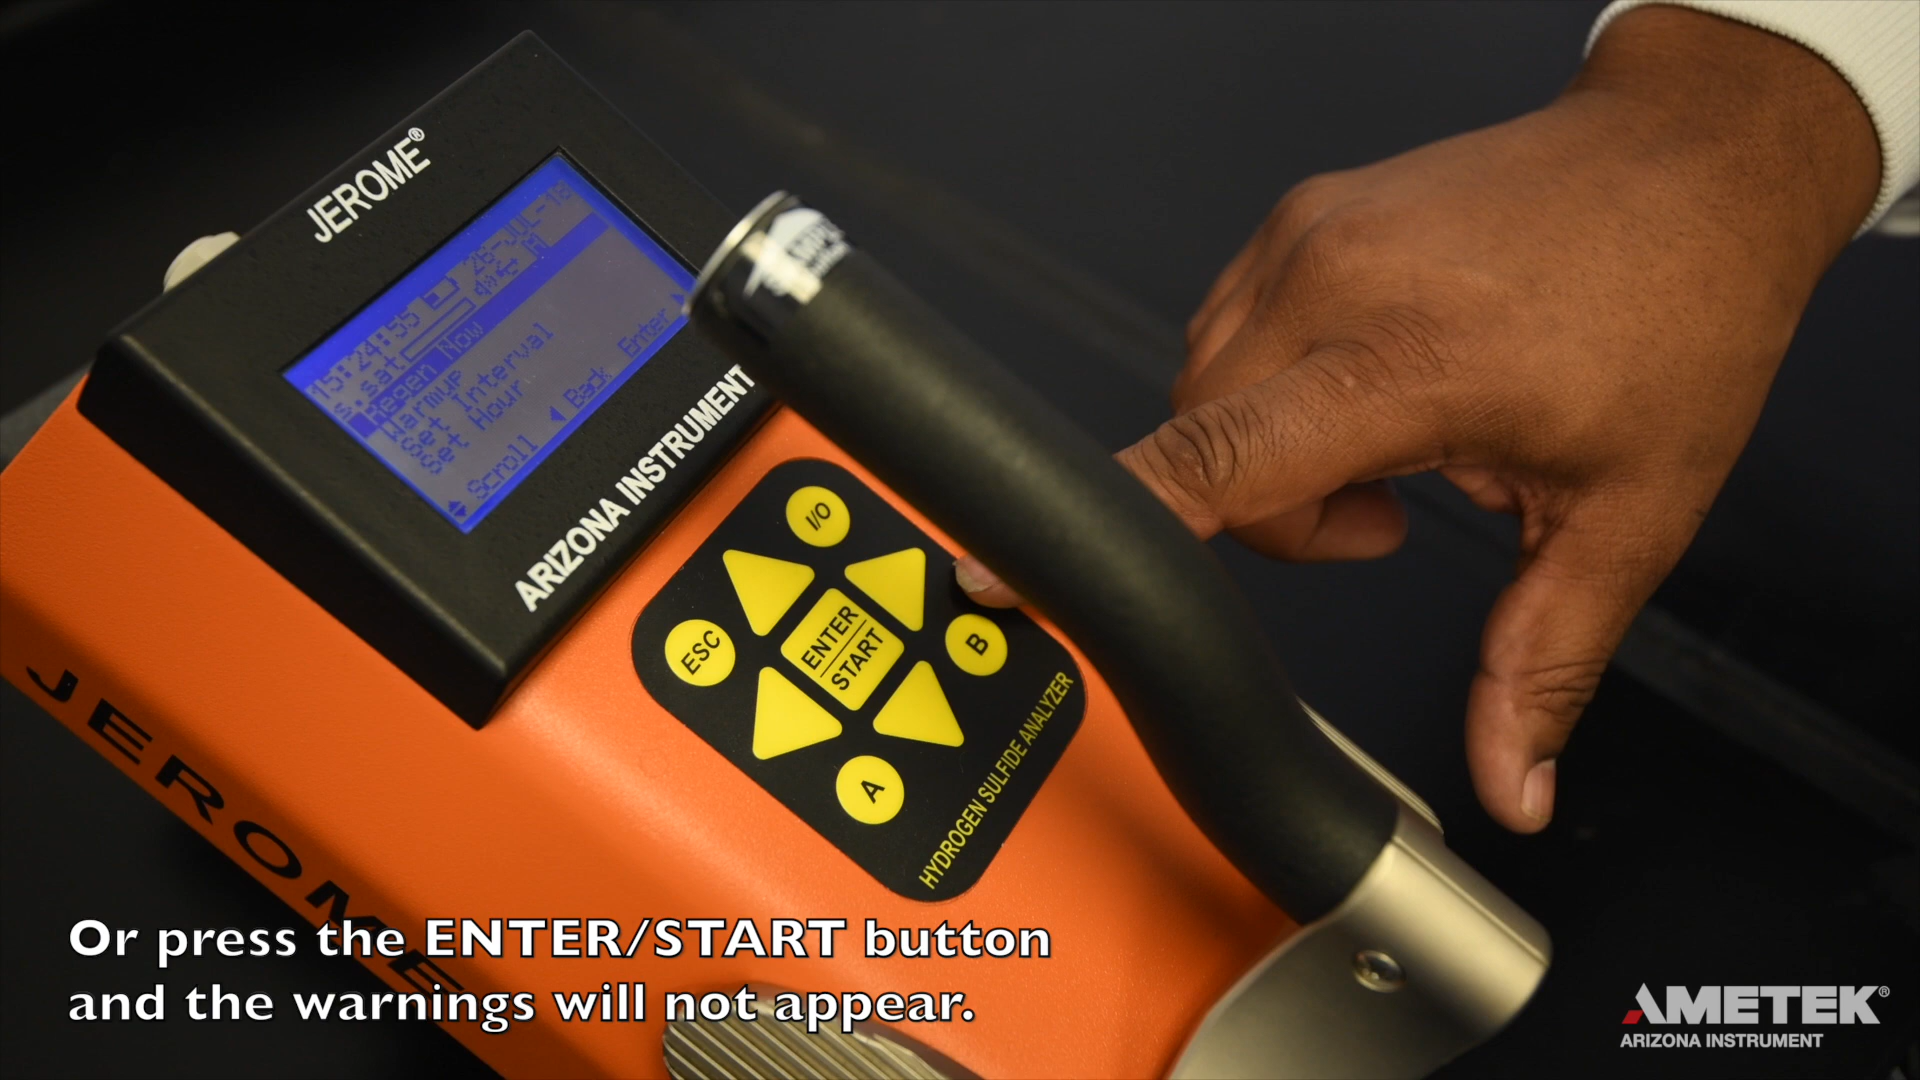 JEROME®
15:24:55 26-JUL-18
s.sat
Regen Now
Warmup
Set Interval
Set Hour
Scroll Back Enter
ARIZONA INSTRUMENT
I/O
ESC
ENTER
START
B
A
HYDROGEN SULFIDE ANALYZER
JEROME
Or press the ENTER/START button
and the warnings will not appear.
AMETEK®
ARIZONA INSTRUMENT